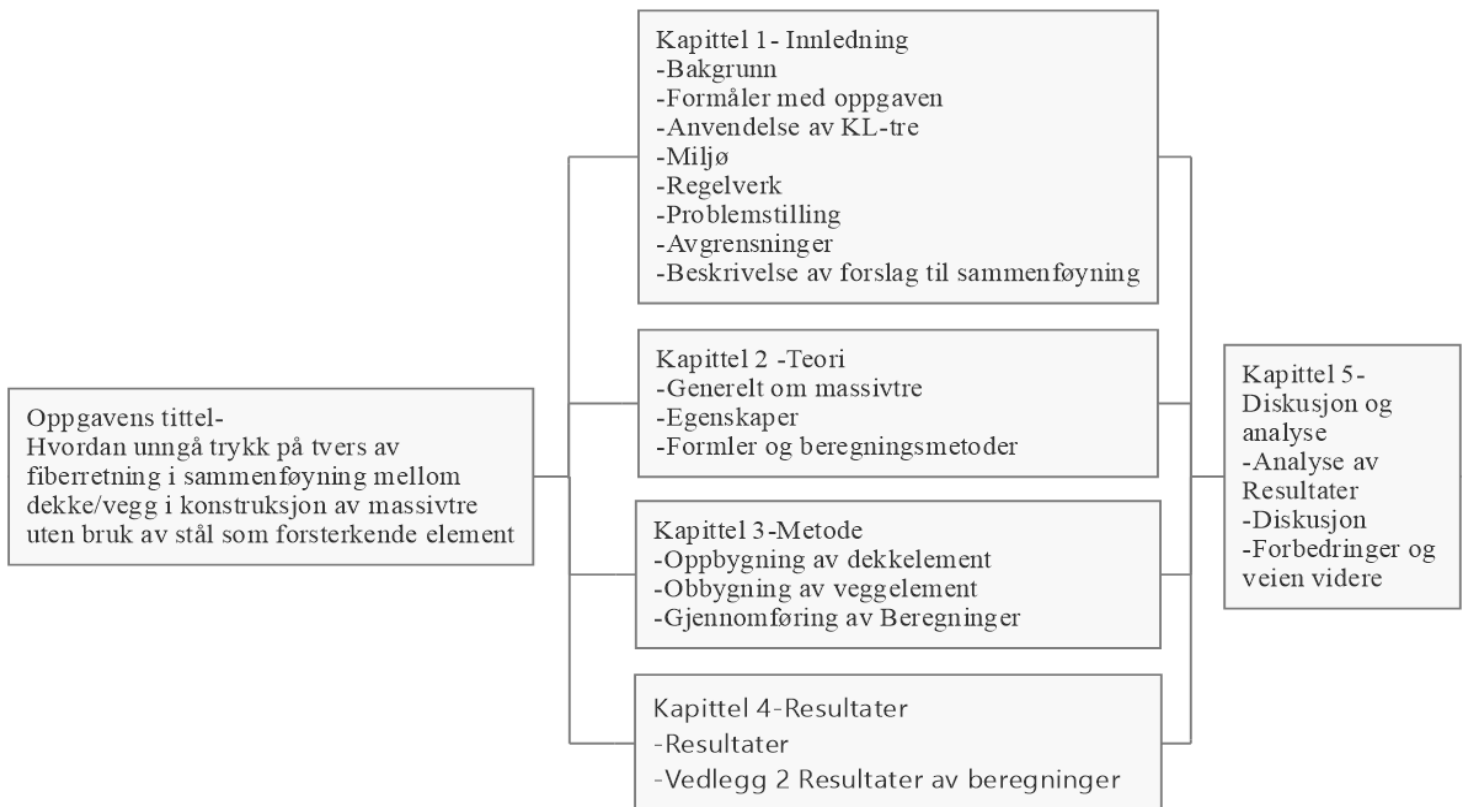 Oppgavens tittel-
Hvordan unngå trykk på tvers av
fiberretning i sammenføyning mellom
dekke/vegg i konstruksjon av massivtre
uten bruk av stål som forsterkende element
Kapittel 1- Innledning
-Bakgrunn
-Formåler med oppgaven
-Anvendelse av KL-tre
-Miljø
-Regelverk
-Problemstilling
-Avgrensninger
-Beskrivelse av forslag til sammenføyning
Kapittel 2 -Teori
-Generelt om massivtre
-Egenskaper
-Formler og beregningsmetoder
Kapittel 3-Metode
-Oppbygning av dekkelement
-Obbygning av veggelement
-Gjennomføring av Beregninger
Kapittel 4-Resultater
-Resultater
-Vedlegg 2 Resultater av beregninger
Kapittel 5-
Diskusjon og
analyse
-Analyse av
Resultater
-Diskusjon
-Forbedringer og
veien videre